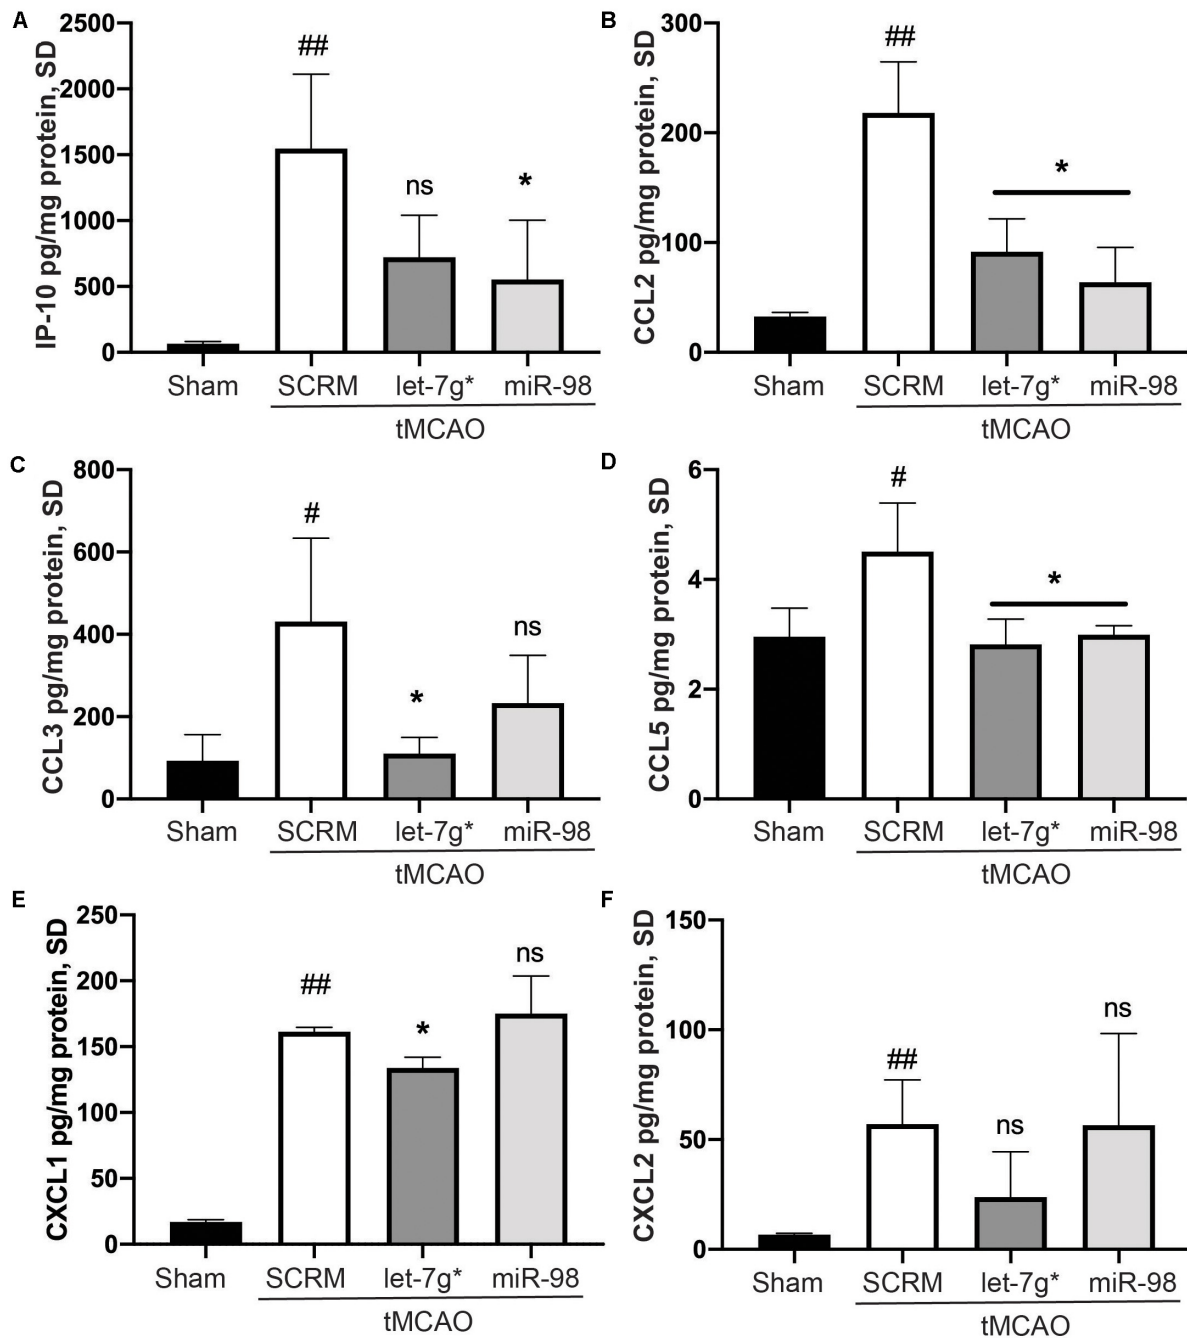 A
IP-10 pg/mg protein, SD
2500
2000
1500
1000
500
0
##
ns
*
Sham SCRM let-7g* miR-98
tMCAO
B
CCL2 pg/mg protein, SD
300
200
100
0
##
*
Sham SCRM let-7g* miR-98
tMCAO
C
CCL3 pg/mg protein, SD
800
600
400
200
0
#
*
ns
Sham SCRM let-7g* miR-98
tMCAO
D
CCL5 pg/mg protein, SD
6
4
2
0
#
*
Sham SCRM let-7g* miR-98
tMCAO
E
CXCL1 pg/mg protein, SD
250
200
150
100
50
0
##
*
ns
Sham SCRM let-7g* miR-98
tMCAO
F
CXCL2 pg/mg protein, SD
150
100
50
0
##
ns
ns
Sham SCRM let-7g* miR-98
tMCAO